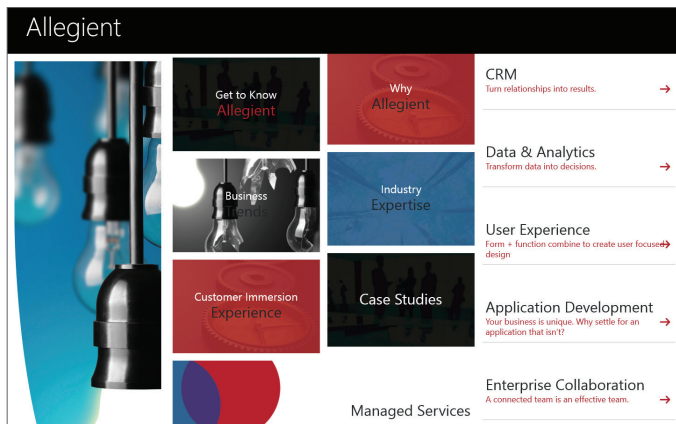 Allegient
Get to Know
Allegient
Business
Trends
Customer Immersion
Experience
Why
Allegient
Industry
Expertise
Case Studies
Managed Services
CRM
Turn relationships into results.
Data & Analytics
Transform data into decisions.
User Experience
Form + function combine to create user focused
design
Application Development
Your business is unique. Why settle for an
application that isn't?
Enterprise Collaboration
A connected team is an effective team.